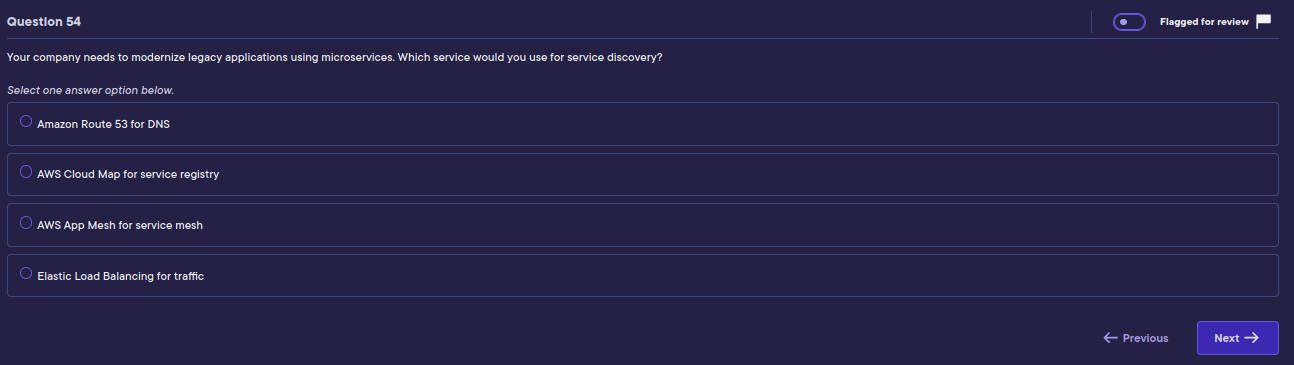 Question 54
Flagged for review
Your company needs to modernize legacy applications using microservices. Which service would you use for service discovery?
Select one answer option below.
Amazon Route 53 for DNS
AWS Cloud Map for service registry
AWS App Mesh for service mesh
Elastic Load Balancing for traffic
Previous
Next